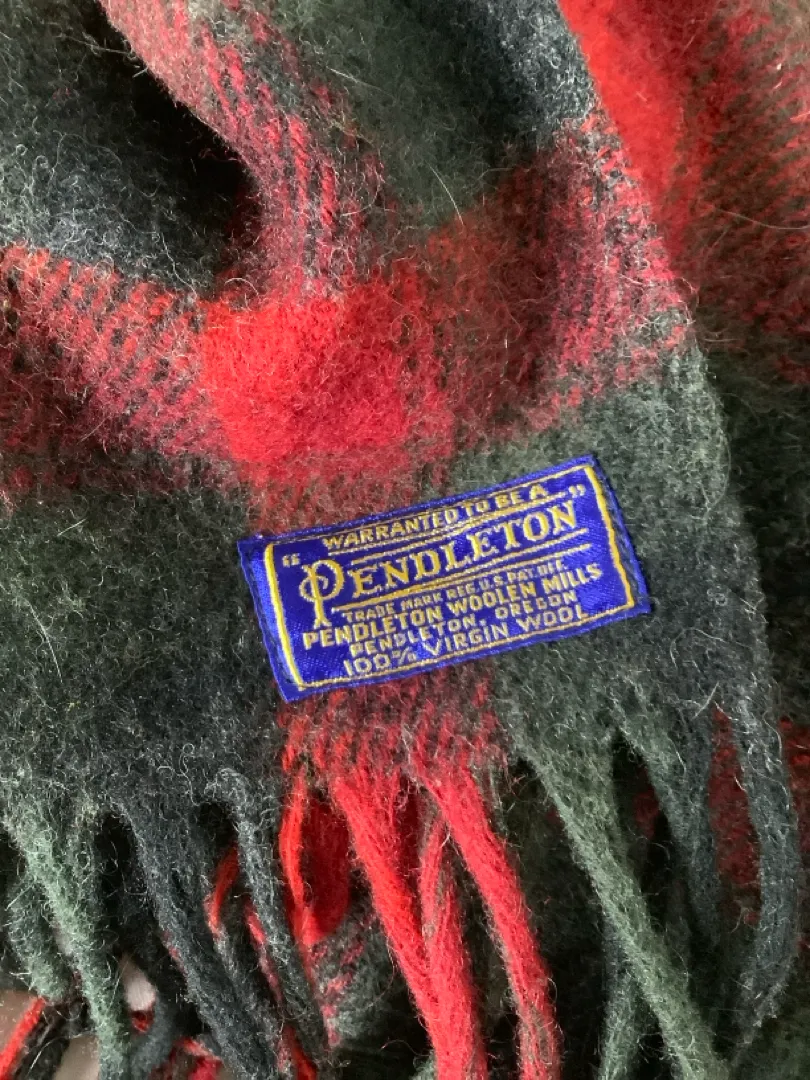 WARRANTED TO BE A
"PENDLETON"
TRADE MARK REG. U.S. PAT. OFF.
PENDLETON WOOLEN MILLS
PENDLETON, OREGON
100% VIRGIN WOOL